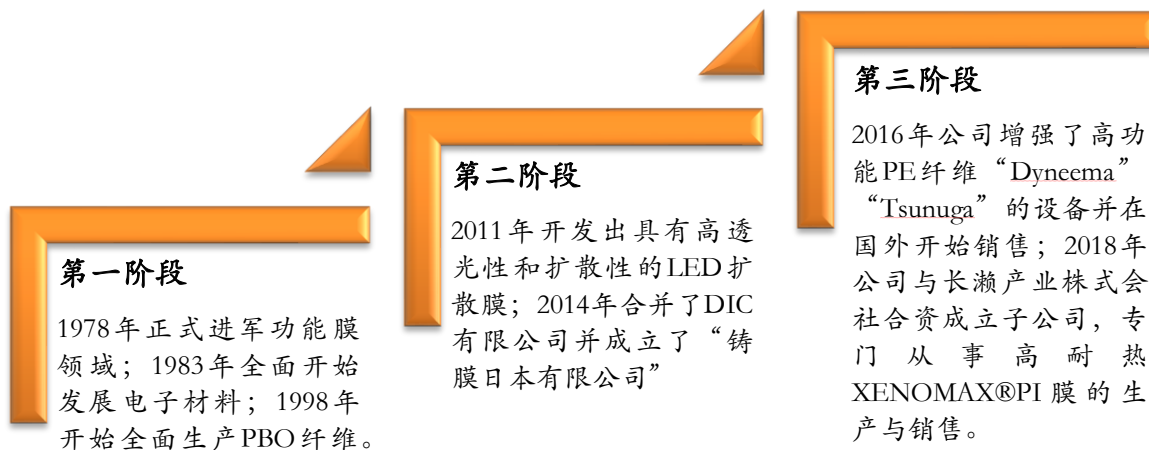 第一阶段
1978年正式进军功能膜
领域；1983年全面开始
发展电子材料；1998年
开始全面生产PBO纤维。
第二阶段
2011年开发出具有高透
光性和扩散性的LED扩
散膜；2014年合并了DIC
有限公司并成立了“铸
膜日本有限公司”
第三阶段
2016年公司增强了高功
能PE纤维“Dyneema”
“Tsunuga”的设备并在
国外开始销售；2018年
公司与长濑产业株式会
社合资成立子公司，专
门从事高耐热
XENOMAX®PI膜的生
产与销售。